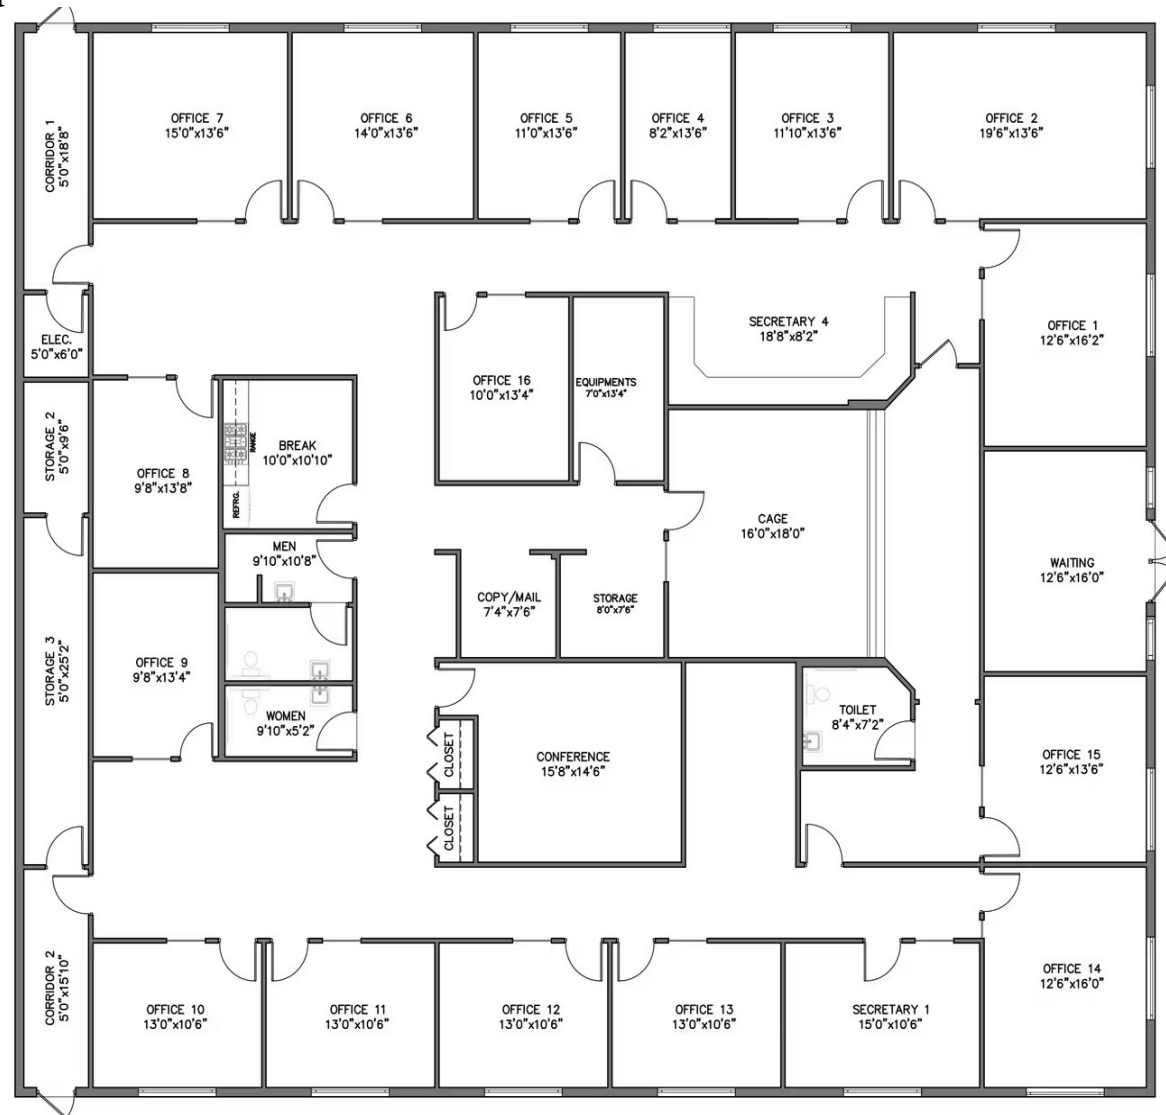 OFFICE 7
15'0"x13'6"
OFFICE 6
14'0"x13'6"
OFFICE 5
11'0"x13'6"
OFFICE 4
8'2"x13'6"
OFFICE 3
11'10"x13'6"
OFFICE 2
19'6"x13'6"
CORRIDOR 1
5'0"x18'8"
ELEC.
5'0"x6'0"
SECRETARY 4
18'8"x8'2"
OFFICE 1
12'6"x16'2"
OFFICE 16
10'0"x13'4"
EQUIPMENTS
7'0"x13'4"
STORAGE 2
5'0"x9'6"
OFFICE 8
9'8"x13'8"
BREAK
10'0"x10'10"
RANGE
REFRG.
CAGE
16'0"x18'0"
MEN
9'10"x10'8"
WAITING
12'6"x16'0"
COPY/MAIL
7'4"x7'6"
STORAGE
8'0"x7'6"
STORAGE 3
5'0"x25'2"
OFFICE 9
9'8"x13'4"
WOMEN
9'10"x5'2"
CLOSET
CLOSET
CONFERENCE
15'8"x14'6"
TOILET
8'4"x7'2"
OFFICE 15
12'6"x13'6"
CORRIDOR 2
5'0"x15'10"
OFFICE 10
13'0"x10'6"
OFFICE 11
13'0"x10'6"
OFFICE 12
13'0"x10'6"
OFFICE 13
13'0"x10'6"
SECRETARY 1
15'0"x10'6"
OFFICE 14
12'6"x16'0"